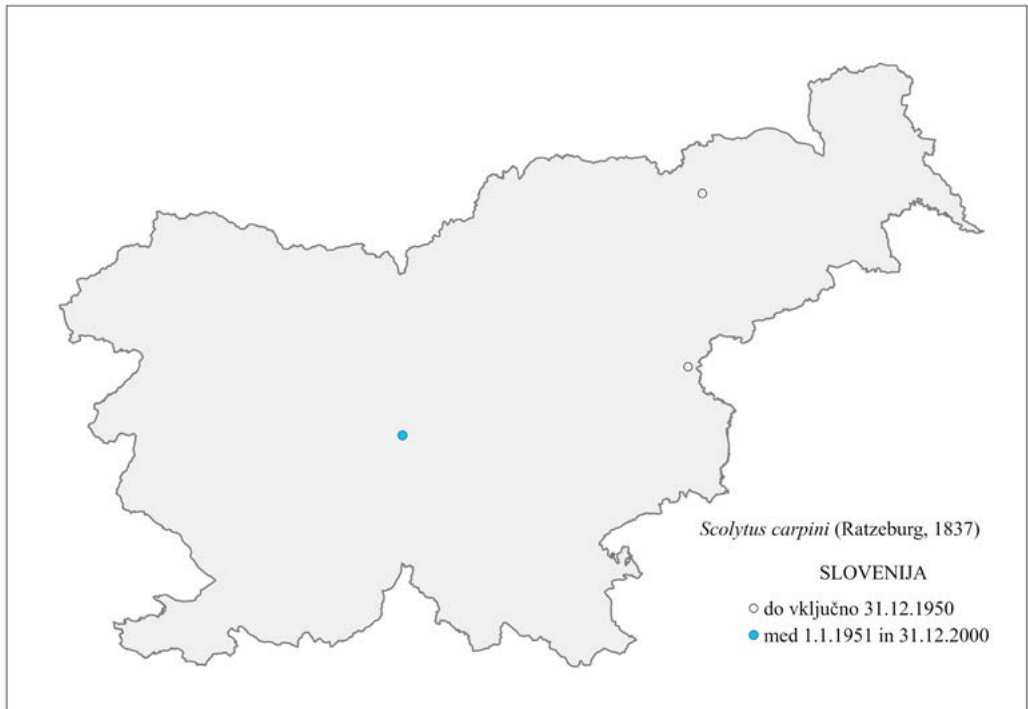 Scolytus carpini (Ratzeburg, 1837)
SLOVENIJA
do vključno 31.12.1950
med 1.1.1951 in 31.12.2000